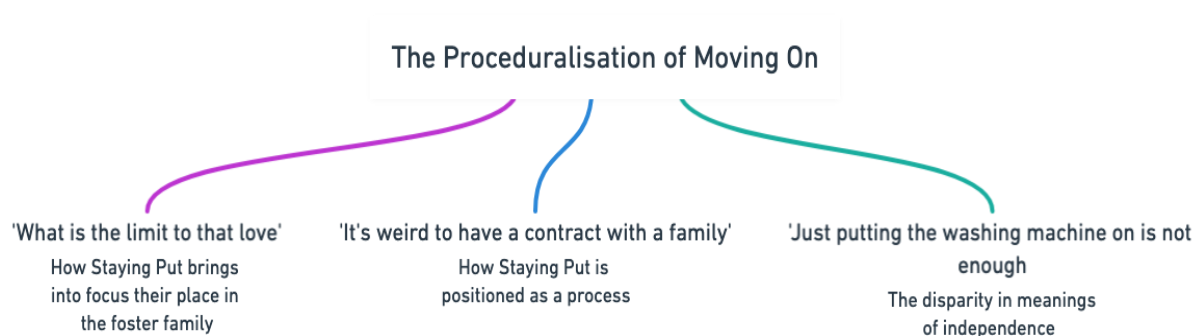 The Proceduralisation of Moving On
'What is the limit to that love'
How Staying Put brings
into focus their place in
the foster family
'It's weird to have a contract with a family'
How Staying Put is
positioned as a process
'Just putting the washing machine on is not
enough
The disparity in meanings
of independence